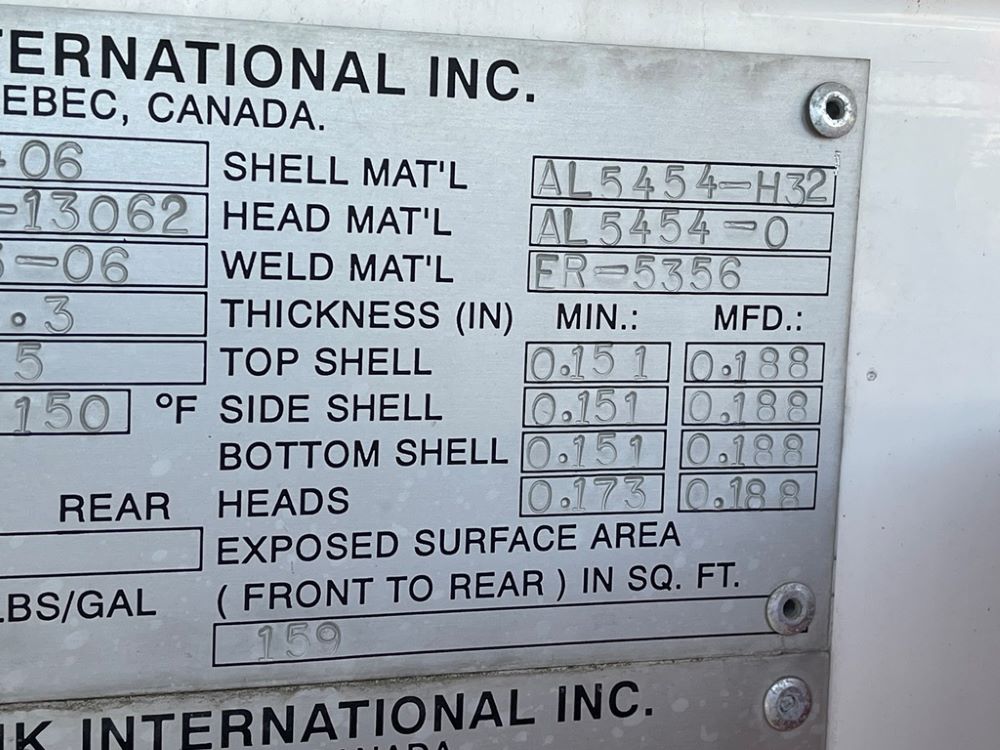 ERNATIONAL INC.
EBEC, CANADA.
06 SHELL MAT'L AL5454-H32
-13062 HEAD MAT'L AL5454-0
-06 WELD MAT'L ER-5356
.3 THICKNESS (IN) MIN.: MFD.:
5 TOP SHELL 0.151 0.188
150 °F SIDE SHELL 0.151 0.188
BOTTOM SHELL 0.151 0.188
REAR HEADS 0.173 0.188
EXPOSED SURFACE AREA
LBS/GAL (FRONT TO REAR) IN SQ. FT.
159
K INTERNATIONAL INC.